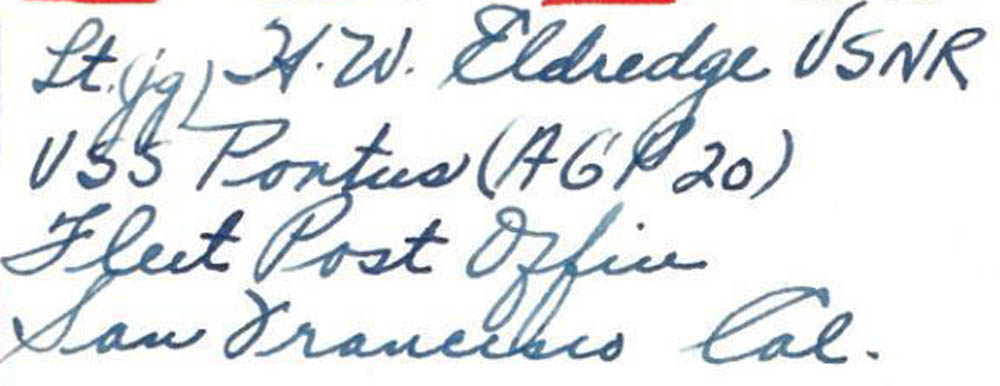 Lt.(jg) H.W. Eldredge USNR
USS Pontus (AGP 20)
Fleet Post Office
San Francisco Cal.